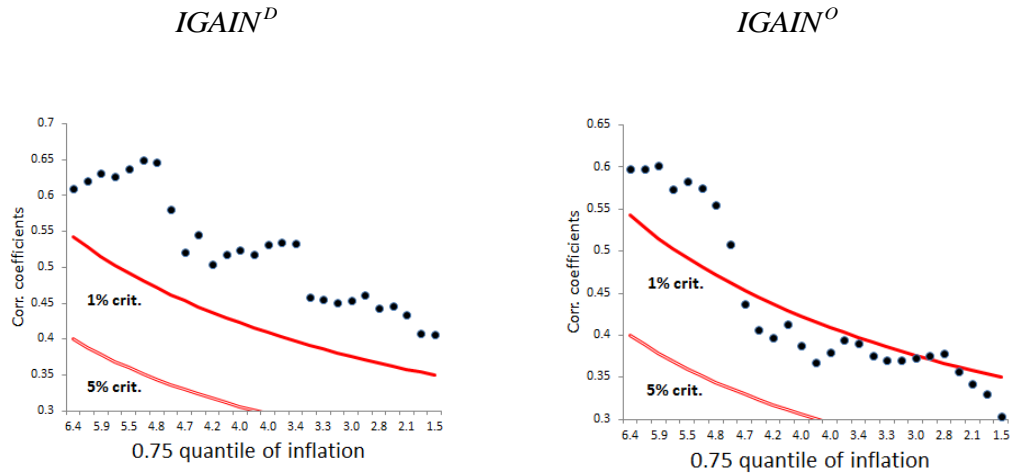 IGAIN^D
IGAIN^O
0.7
0.65
0.6
0.55
0.5
0.45
0.4
0.35
0.3
Corr. coefficients
1% crit.
5% crit.
6.4 5.9 5.5 4.8 4.7 4.2 4.0 4.0 3.4 3.0 2.8 2.1 1.5
0.75 quantile of inflation
0.65
0.6
0.55
0.5
0.45
0.4
0.35
0.3
Corr. coefficients
1% crit.
5% crit.
6.4 5.9 5.5 4.8 4.7 4.2 4.0 4.0 3.4 3.0 2.8 2.1 1.5
0.75 quantile of inflation